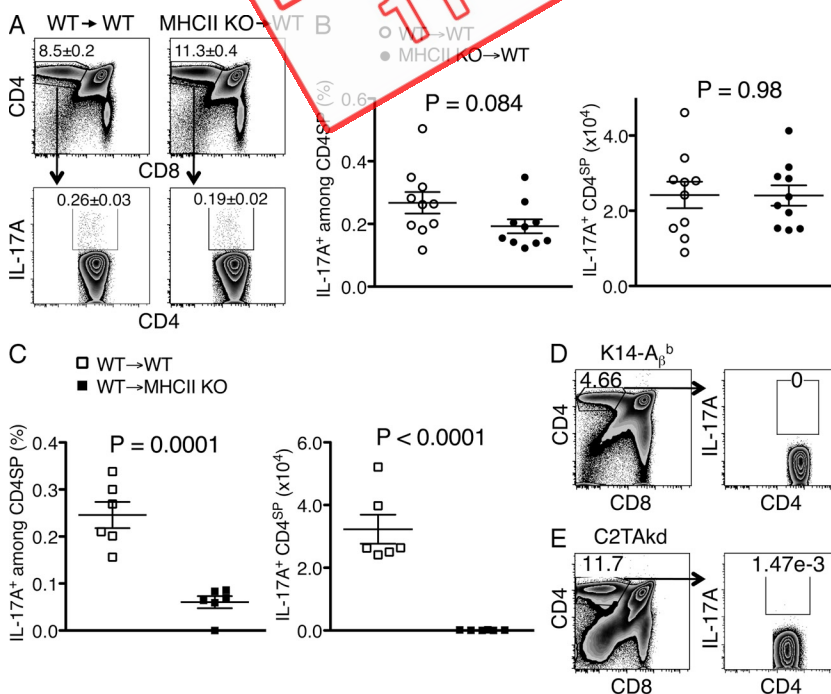 A
WT→WT
MHCII KO→WT
8.5±0.2
11.3±0.4
CD4
CD8
0.26±0.03
0.19±0.02
IL-17A
CD4
B
WT→WT
MHCII KO→WT
P = 0.084
IL-17A⁺ among CD4SP (%)
0.6
0.4
0.2
0.0
P = 0.98
IL-17A⁺ CD4ˢᴾ (x10⁴)
4.0
2.0
0.0
C
WT→WT
WT→MHCII KO
P = 0.0001
IL-17A⁺ among CD4SP (%)
0.4
0.3
0.2
0.1
0.0
P < 0.0001
IL-17A⁺ CD4ˢᴾ (x10⁴)
6.0
4.0
2.0
0.0
D
K14-Aᵦᵇ
4.66
CD4
CD8
0
IL-17A
CD4
E
C2TAkd
11.7
CD4
CD8
1.47e-3
IL-17A
CD4